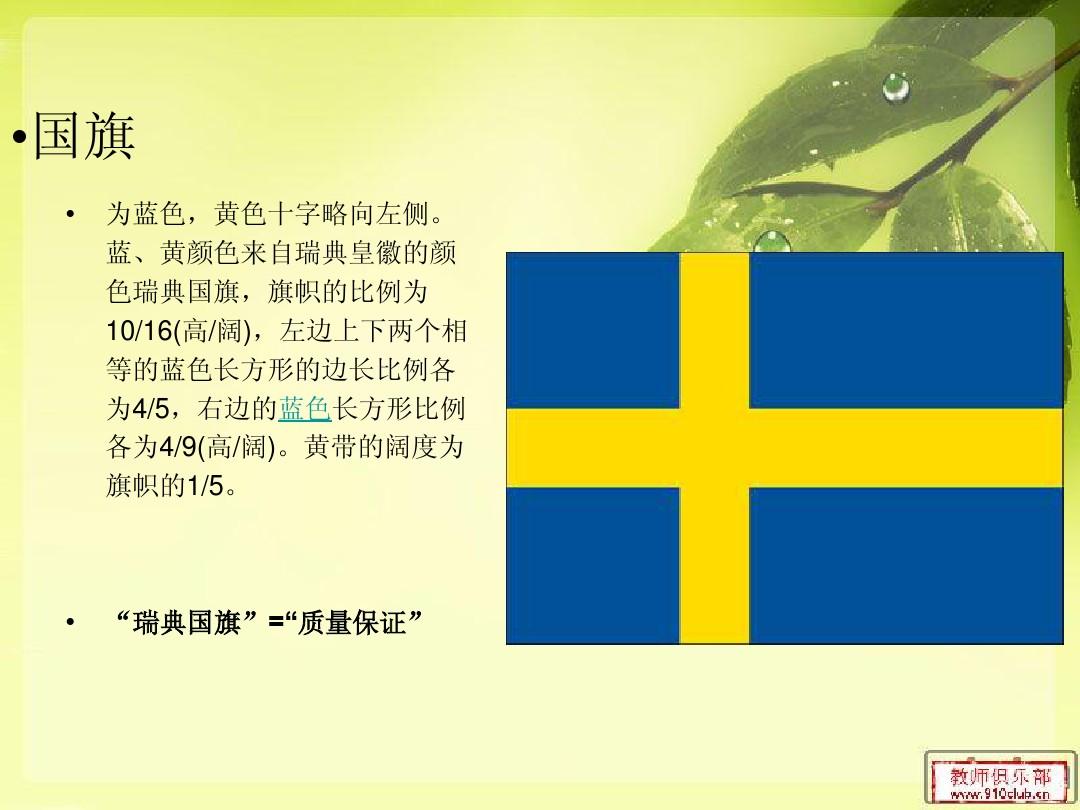 •国旗
• 为蓝色，黄色十字略向左侧。
蓝、黄颜色来自瑞典皇徽的颜
色瑞典国旗，旗帜的比例为
10/16(高/阔)，左边上下两个相
等的蓝色长方形的边长比例各
为4/5，右边的蓝色长方形比例
各为4/9(高/阔)。黄带的阔度为
旗帜的1/5。
• “瑞典国旗”=“质量保证”
教师俱乐部
www.910club.cn